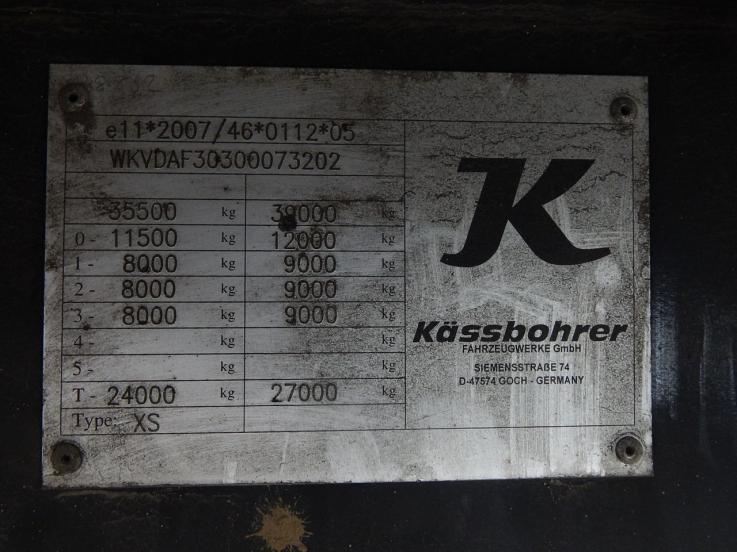 e11*2007/46*0112*05
WKVDAF30300073202
35500 kg 39000 kg
0- 11500 kg 12000 kg
1- 8000 kg 9000 kg
2- 8000 kg 9000 kg
3- 8000 kg 9000 kg
4- kg kg
5- kg kg
T- 24000 kg 27000 kg
Type: XS
K
Kässbohrer
FAHRZEUGWERKE GmbH
SIEMENSSTRAßE 74
D-47574 GOCH - GERMANY